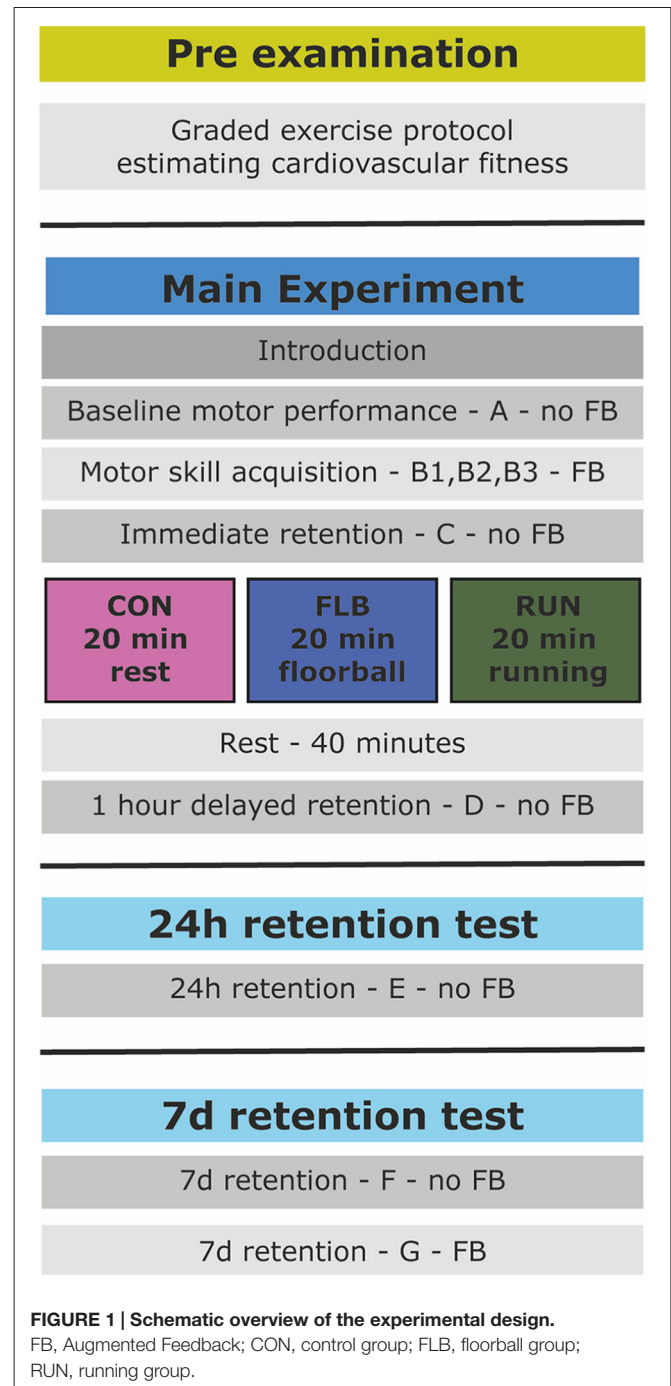 Pre examination
Graded exercise protocol
estimating cardiovascular fitness
Main Experiment
Introduction
Baseline motor performance - A - no FB
Motor skill acquisition - B1,B2,B3 - FB
Immediate retention - C - no FB
CON
20 min
rest
FLB
20 min
floorball
RUN
20 min
running
Rest - 40 minutes
1 hour delayed retention - D - no FB
24h retention test
24h retention - E - no FB
7d retention test
7d retention - F - no FB
7d retention - G - FB
FIGURE 1 | Schematic overview of the experimental design.
FB, Augmented Feedback; CON, control group; FLB, floorball group;
RUN, running group.